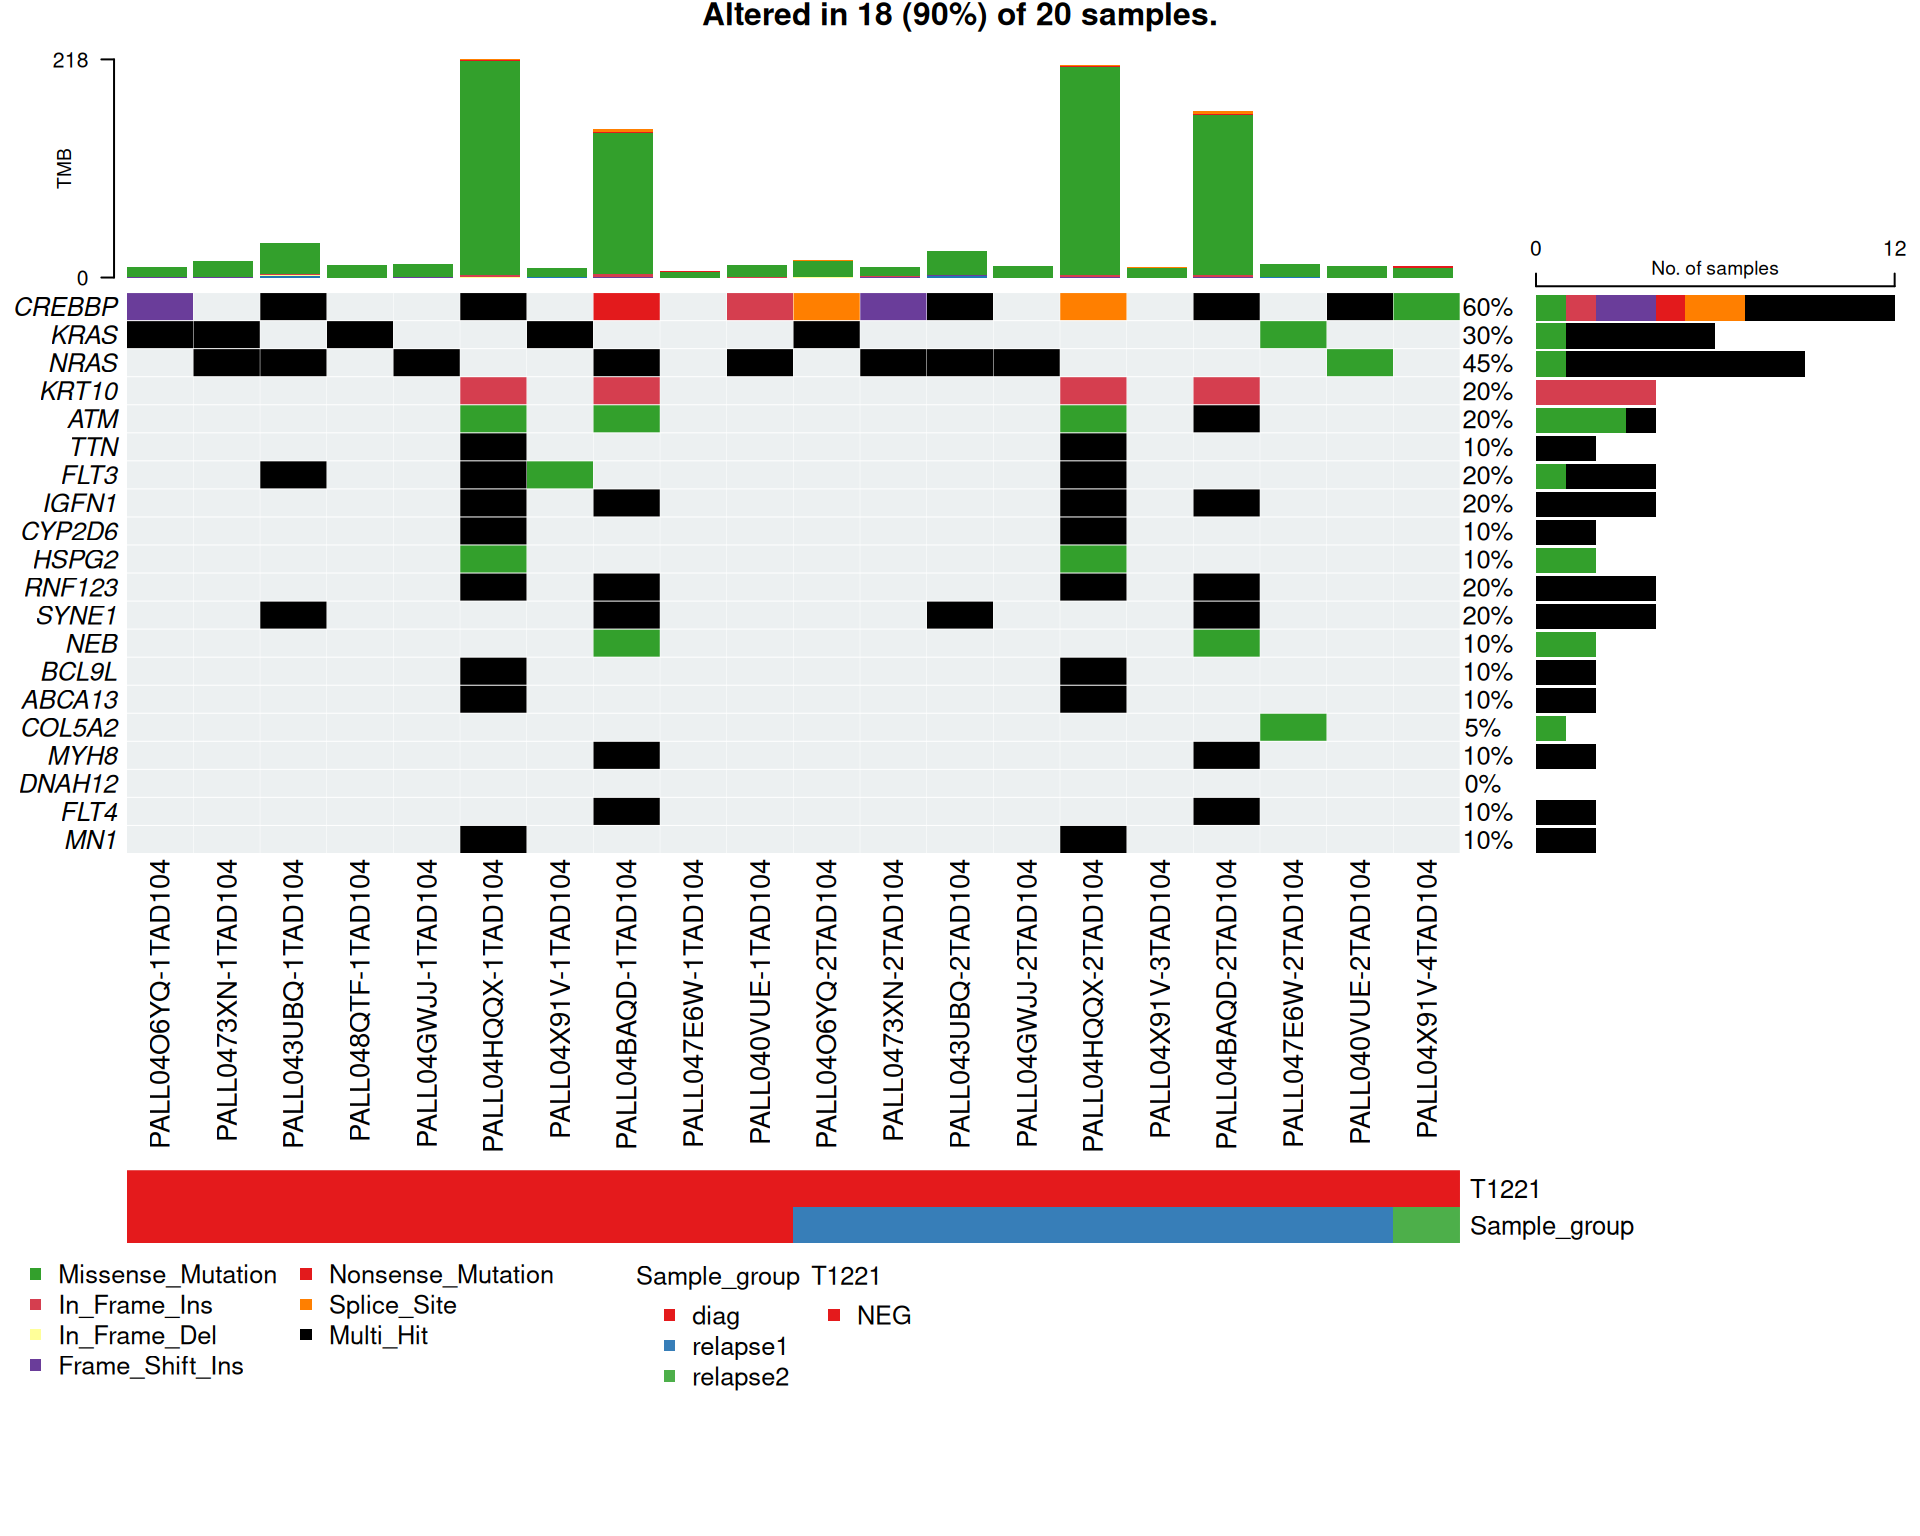 Altered in 18 (90%) of 20 samples.
218
TMB
0
0 12
No. of samples
CREBBP 60%
KRAS 30%
NRAS 45%
KRT10 20%
ATM 20%
TTN 10%
FLT3 20%
IGFN1 20%
CYP2D6 10%
HSPG2 10%
RNF123 20%
SYNE1 20%
NEB 10%
BCL9L 10%
ABCA13 10%
COL5A2 5%
MYH8 10%
DNAH12 0%
FLT4 10%
MN1 10%
PALL04O6YQ-1TAD104
PALL0473XN-1TAD104
PALL043UBQ-1TAD104
PALL048QTF-1TAD104
PALL04GWJJ-1TAD104
PALL04HQQX-1TAD104
PALL04X91V-1TAD104
PALL04BAQD-1TAD104
PALL047E6W-1TAD104
PALL040VUE-1TAD104
PALL04O6YQ-2TAD104
PALL0473XN-2TAD104
PALL043UBQ-2TAD104
PALL04GWJJ-2TAD104
PALL04HQQX-2TAD104
PALL04X91V-3TAD104
PALL04BAQD-2TAD104
PALL047E6W-2TAD104
PALL040VUE-2TAD104
PALL04X91V-4TAD104
T1221
Sample_group
Missense_Mutation
In_Frame_Ins
In_Frame_Del
Frame_Shift_Ins
Nonsense_Mutation
Splice_Site
Multi_Hit
Sample_group
diag
relapse1
relapse2
T1221
NEG